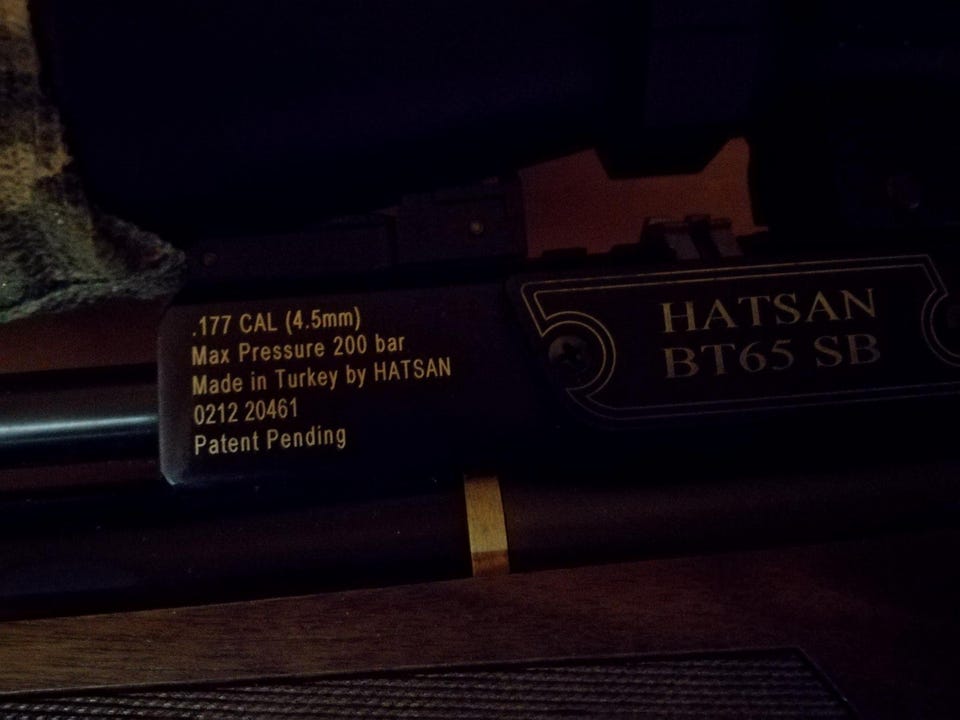 .177 CAL (4.5mm)
Max Pressure 200 bar
Made in Turkey by HATSAN
0212 20461
Patent Pending
HATSAN
BT65 SB